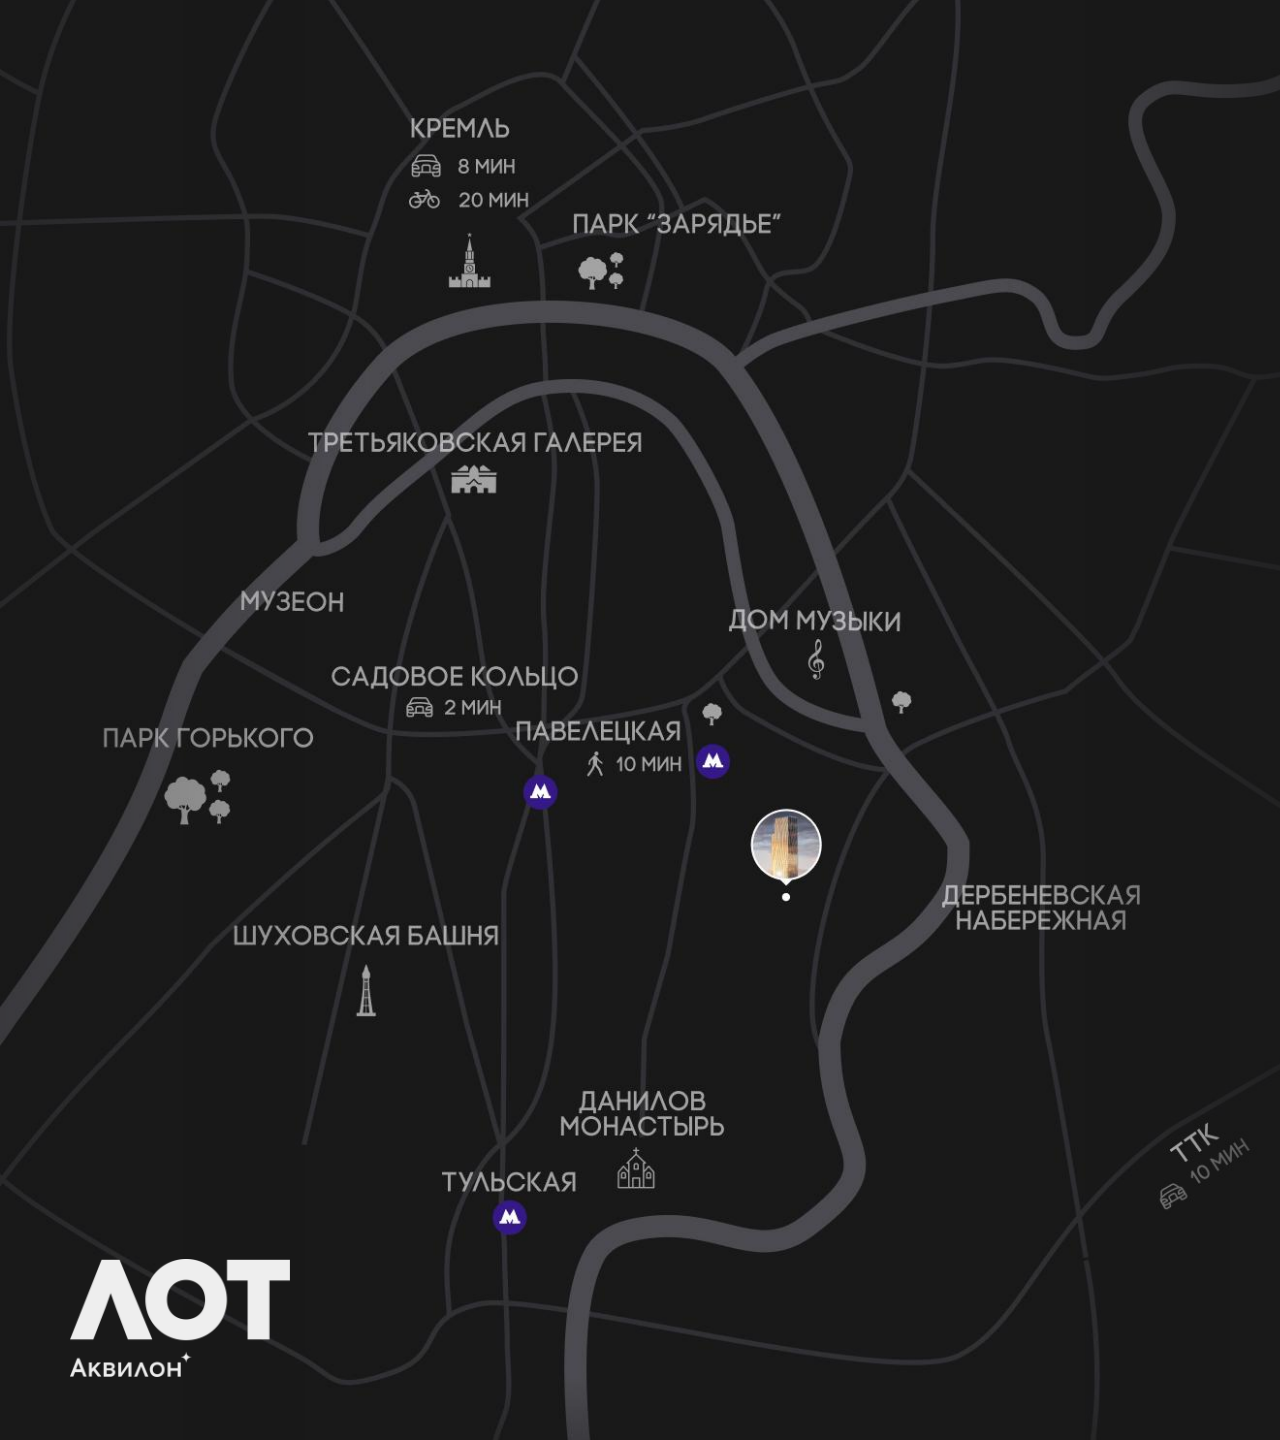 КРЕМЛЬ
8 МИН
20 МИН
ПАРК “ЗАРЯДЬЕ”
ТРЕТЬЯКОВСКАЯ ГАЛЕРЕЯ
МУЗЕОН
ДОМ МУЗЫКИ
САДОВОЕ КОЛЬЦО
2 МИН
ПАВЕЛЕЦКАЯ
10 МИН
ПАРК ГОРЬКОГО
ДЕРБЕНЕВСКАЯ
НАБЕРЕЖНАЯ
ШУХОВСКАЯ БАШНЯ
ДАНИЛОВ
МОНАСТЫРЬ
ТТК
10 МИН
ТУЛЬСКАЯ
ЛОТ
АКВИЛОН